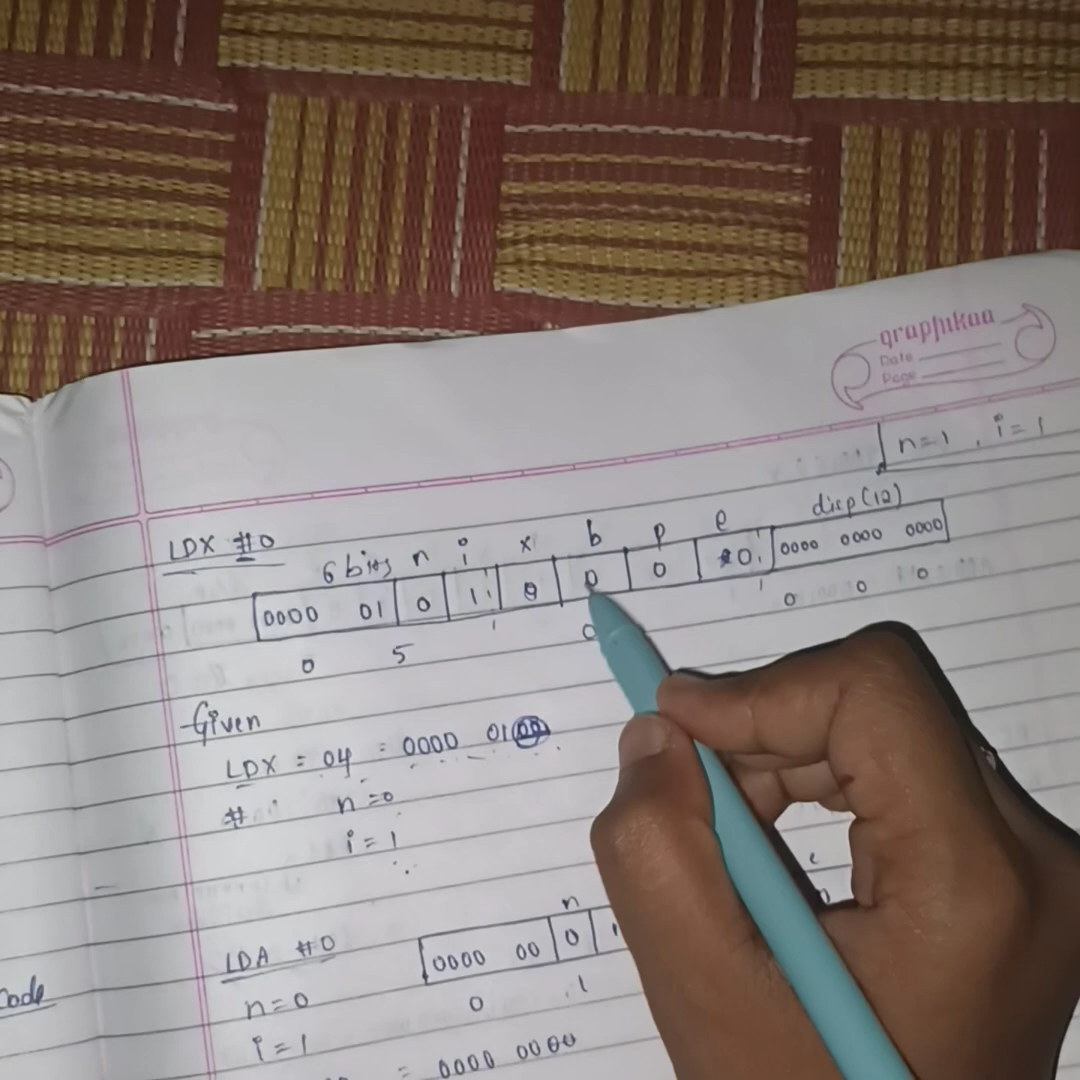 graphikaa
Date
Page
n=1 , i=1
LDX #0
6 bits n i x b p e disp(12)
0000 01 0 1 0 0 0 0 0000 0000 0000
0 5 0 0 0 0
Given
LDX = 04 = 0000 01
# n=0
i=1
LDA #0
n
0000 00 0
n=0
0 1
i=1
= 0000 0000
Code